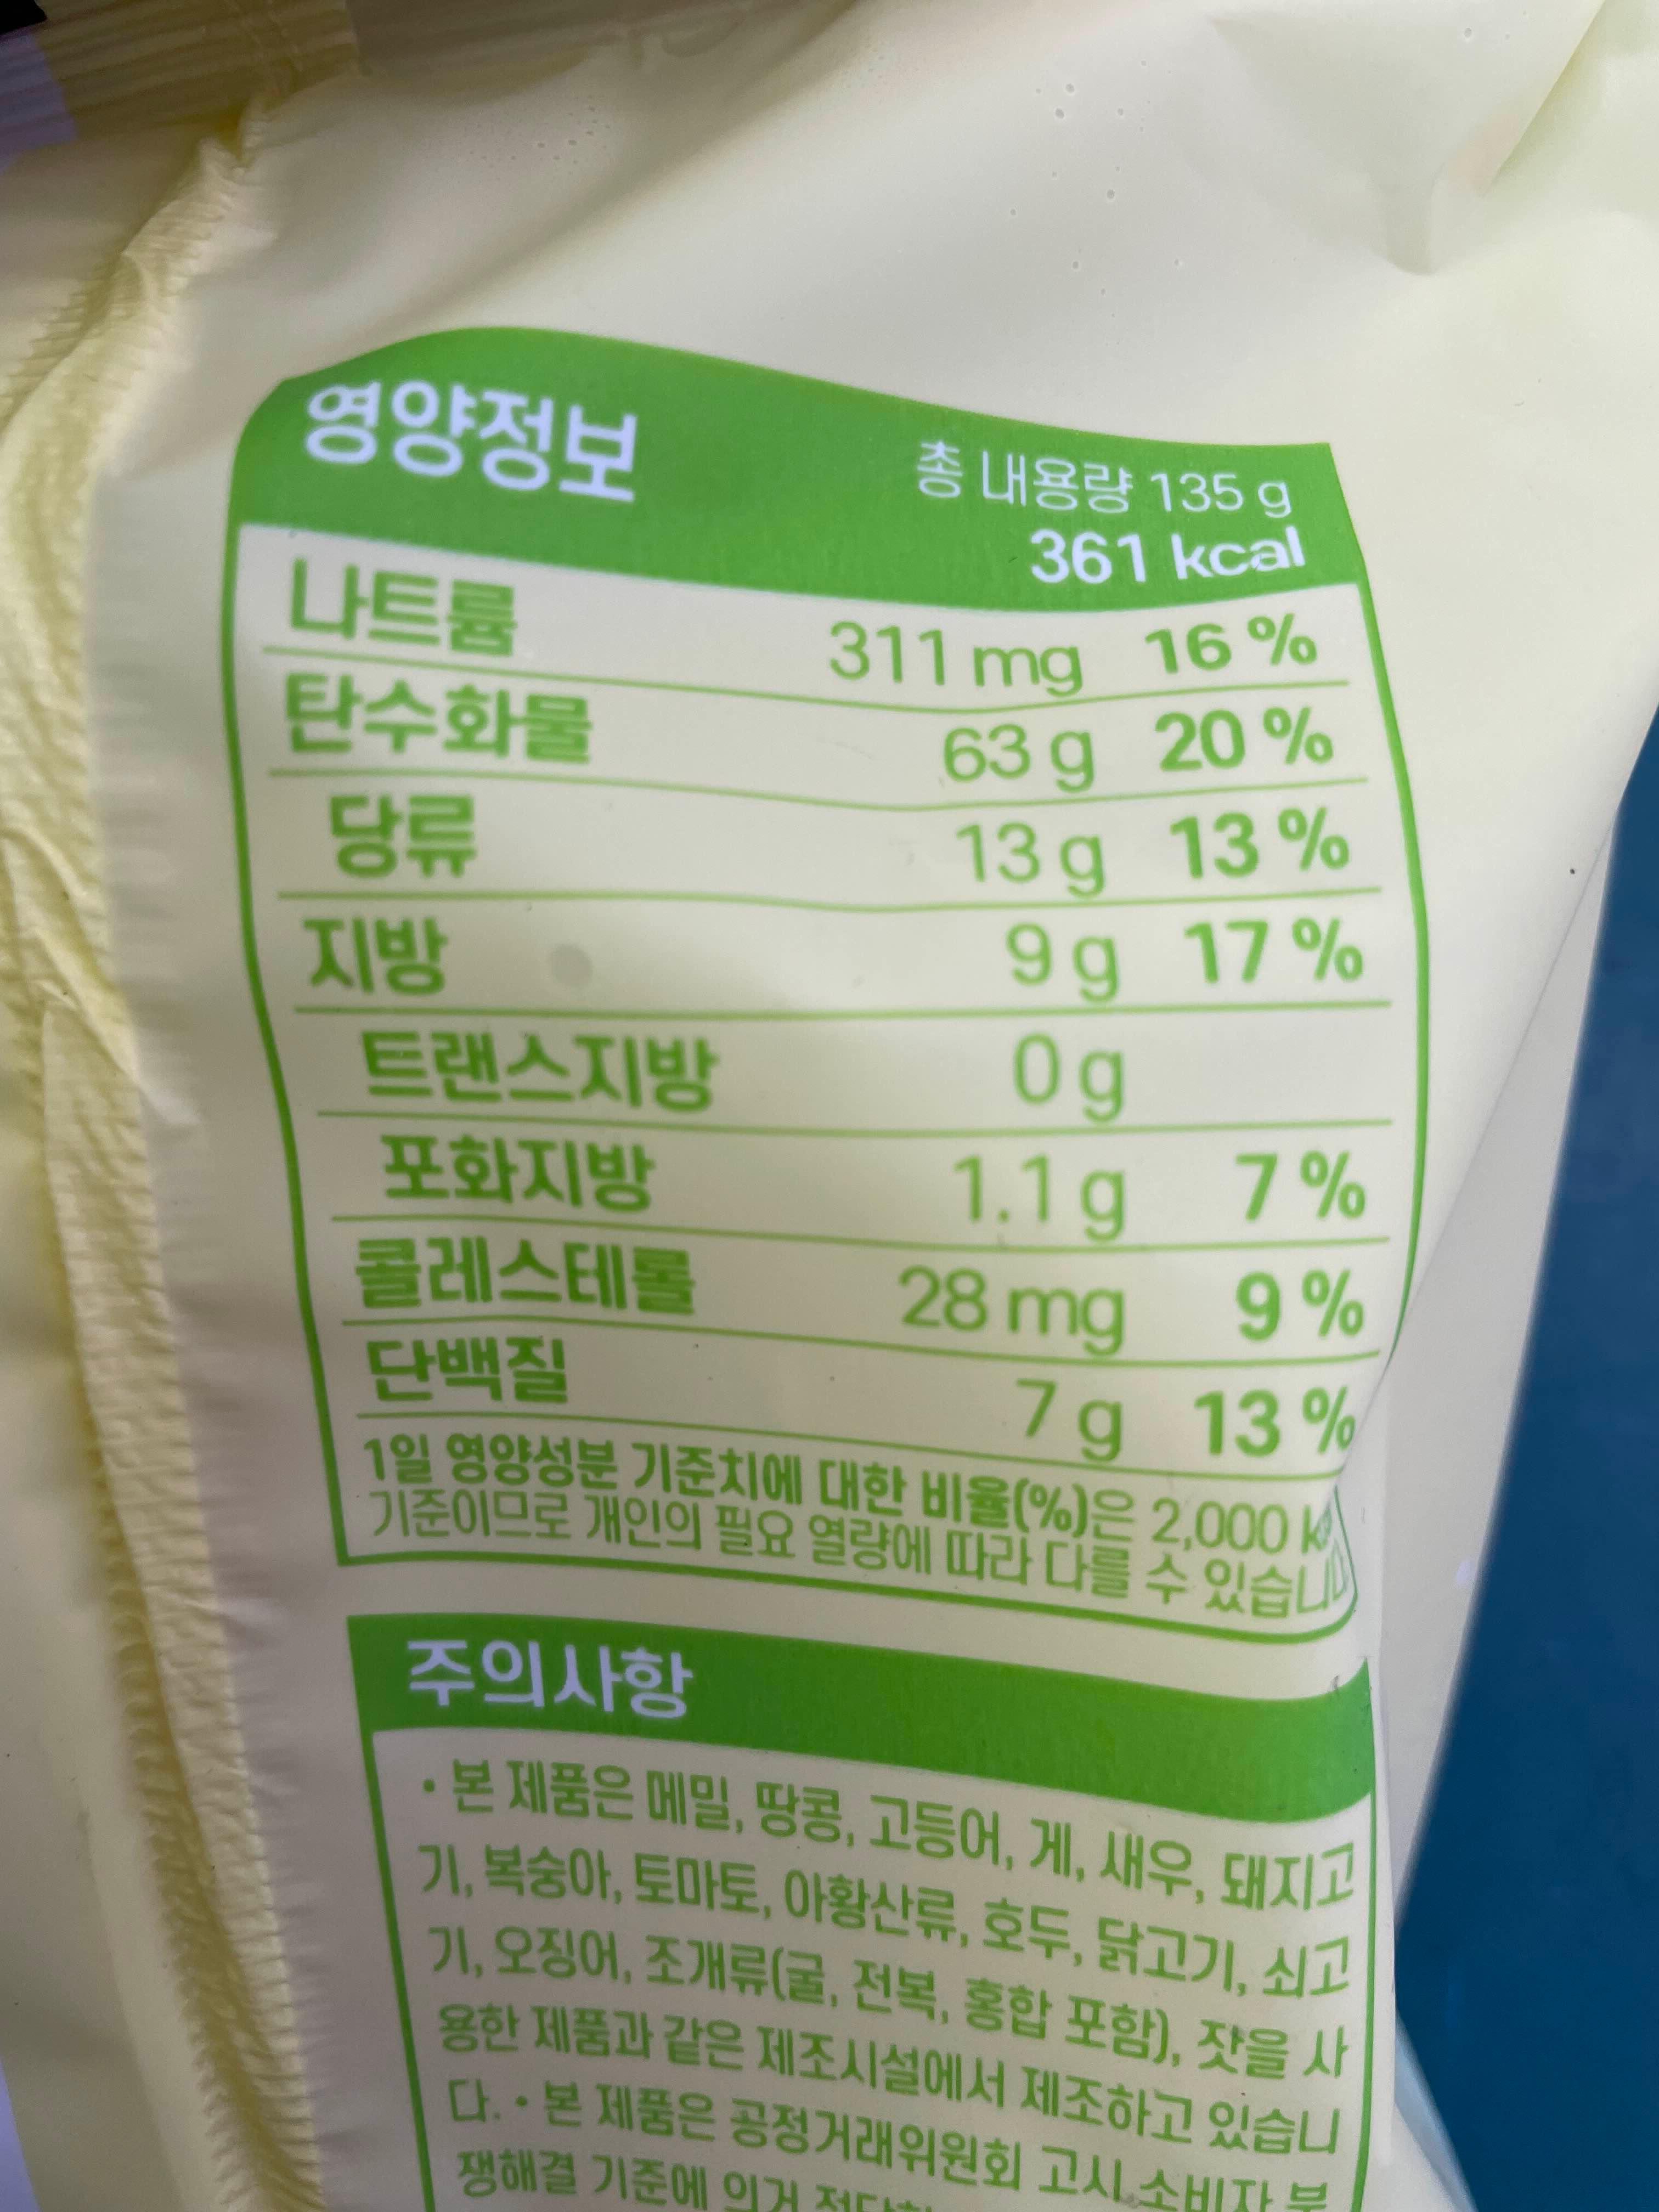 영양정보
총 내용량 135 g
361 kcal
나트륨 311 mg 16 %
탄수화물 63 g 20 %
당류 13 g 13 %
지방 9 g 17 %
트랜스지방 0 g
포화지방 1.1 g 7 %
콜레스테롤 28 mg 9 %
단백질 7 g 13 %
1일 영양성분 기준치에 대한 비율(%)은 2,000
기준이므로 개인의 필요 열량에 따라 다를 수
주의사항
• 본 제품은 메밀, 땅콩, 고등어, 게, 새우, 돼지고
기, 복숭아, 토마토, 아황산류, 호두, 닭고기, 쇠고
기, 오징어, 조개류(굴, 전복, 홍합 포함), 잣을 사
용한 제품과 같은 제조시설에서 제조하고 있습니
다. • 본 제품은 공정거래위원회 고시 소비자 분
쟁해결 기준에 의거